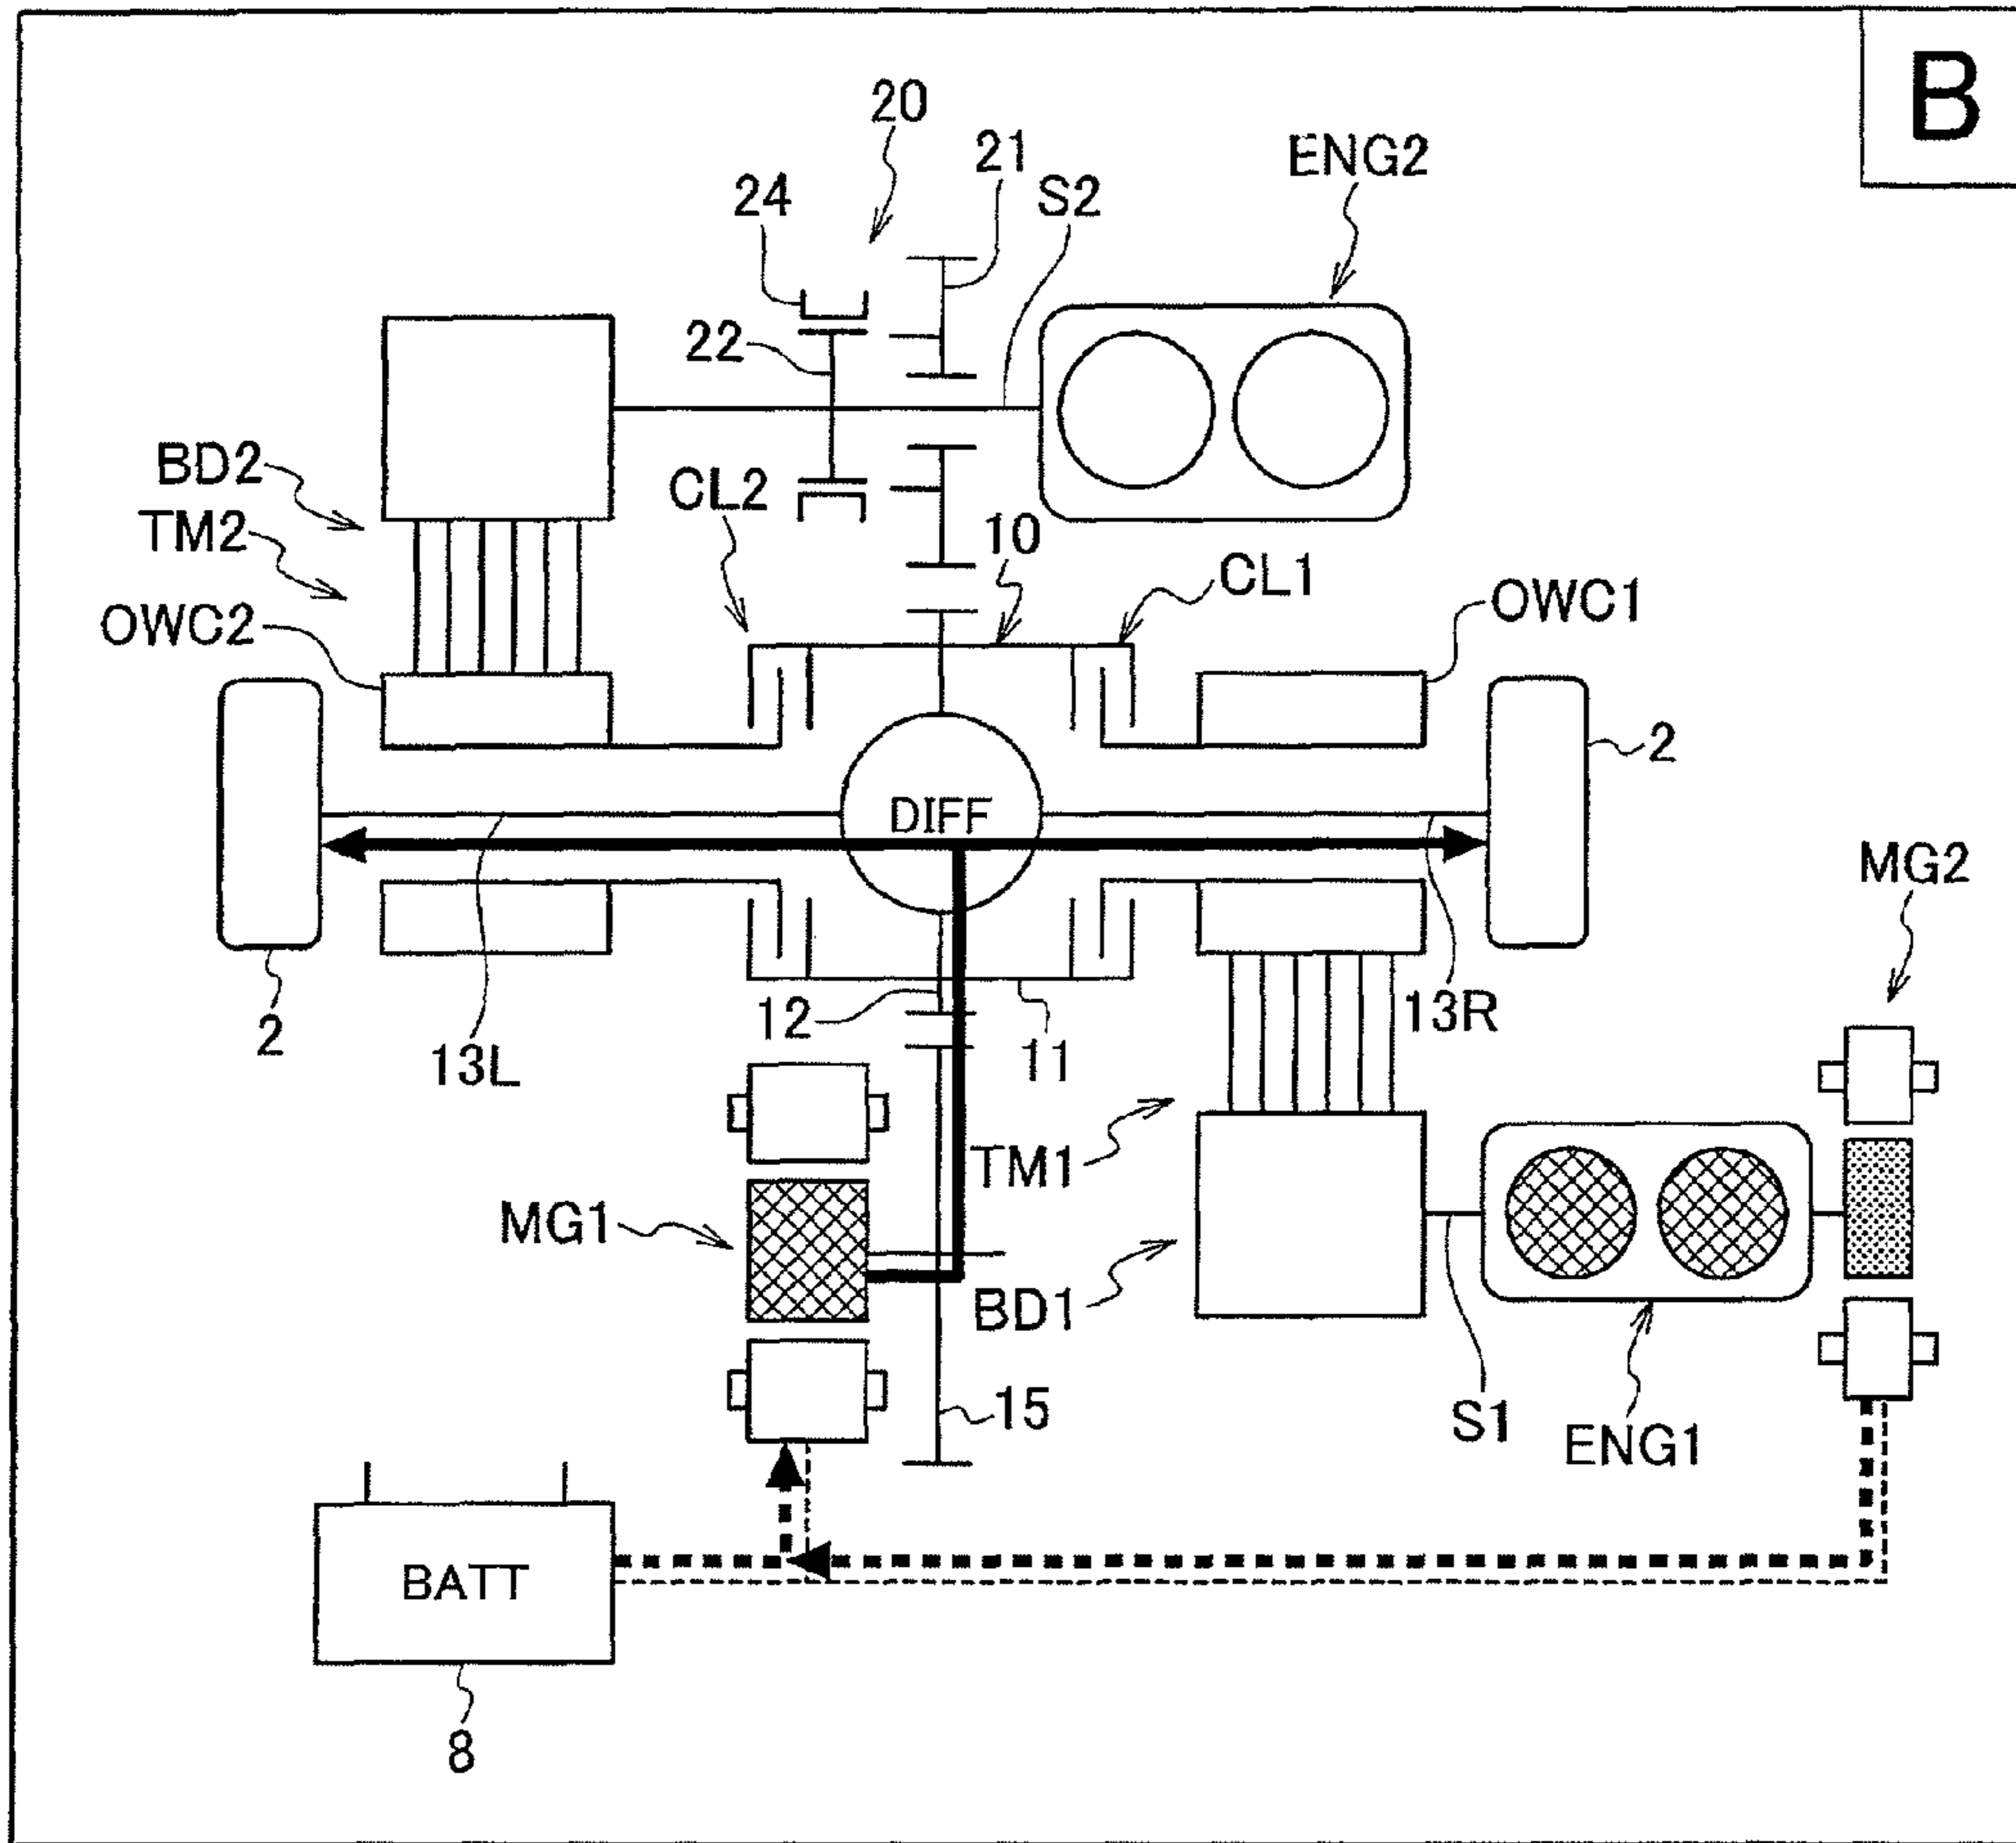 B
20
21
ENG2
24
S2
22
BD2
CL2
TM2
10
CL1
OWC2
OWC1
2
DIFF
MG2
2
12
13R
13L
11
TM1
MG1
BD1
15
S1
ENG1
BATT
8